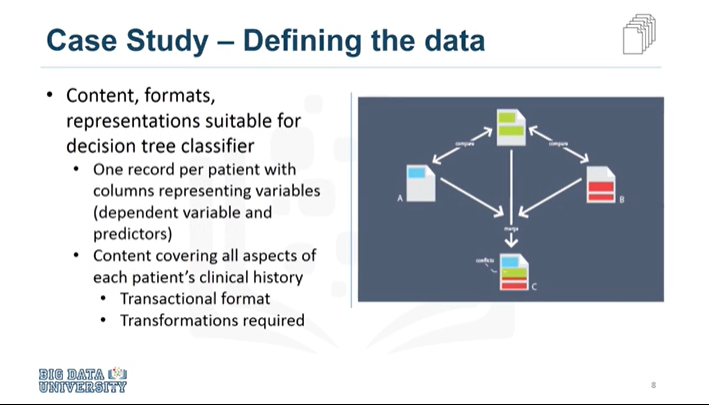 Case Study – Defining the data
• Content, formats,
representations suitable for
decision tree classifier
• One record per patient with
columns representing variables
(dependent variable and
predictors)
• Content covering all aspects of
each patient's clinical history
• Transactional format
• Transformations required
compare
compare
A
B
merge
conflicts
C
BIG DATA
UNIVERSITY
8